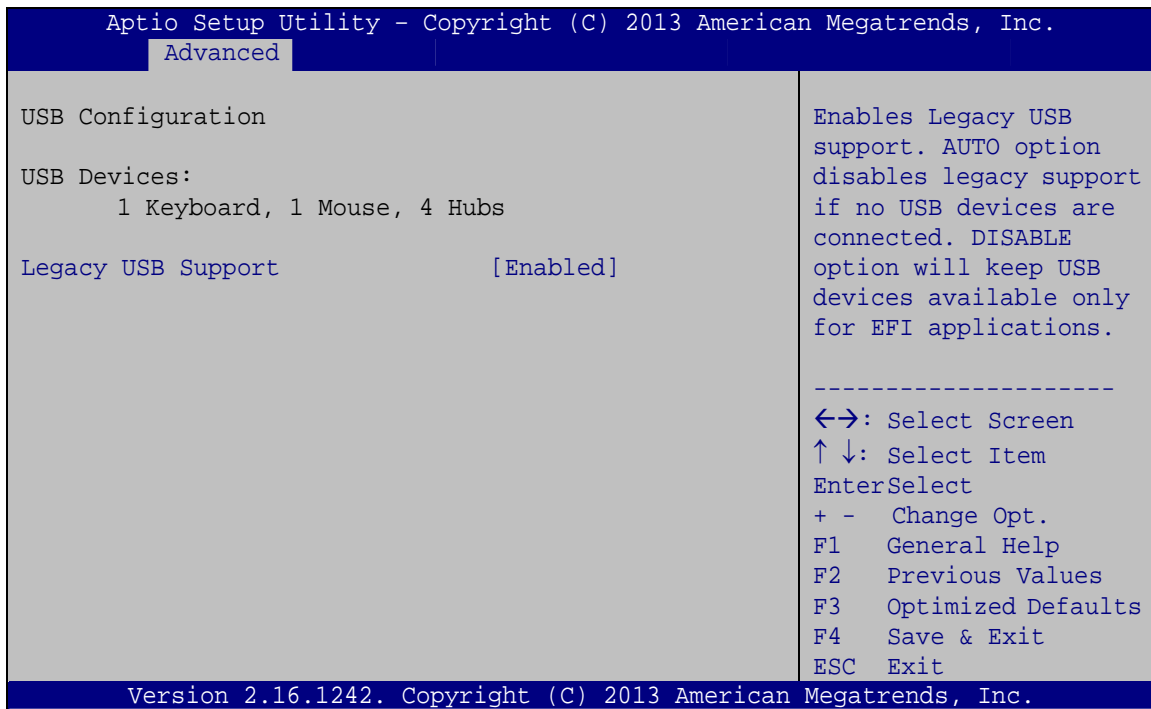 Aptio Setup Utility – Copyright (C) 2013 American Megatrends, Inc.
Advanced
USB Configuration
USB Devices:
1 Keyboard, 1 Mouse, 4 Hubs
Legacy USB Support [Enabled]
Enables Legacy USB
support. AUTO option
disables legacy support
if no USB devices are
connected. DISABLE
option will keep USB
devices available only
for EFI applications.
---------------------
←→: Select Screen
↑ ↓: Select Item
EnterSelect
+ - Change Opt.
F1 General Help
F2 Previous Values
F3 Optimized Defaults
F4 Save & Exit
ESC Exit
Version 2.16.1242. Copyright (C) 2013 American Megatrends, Inc.